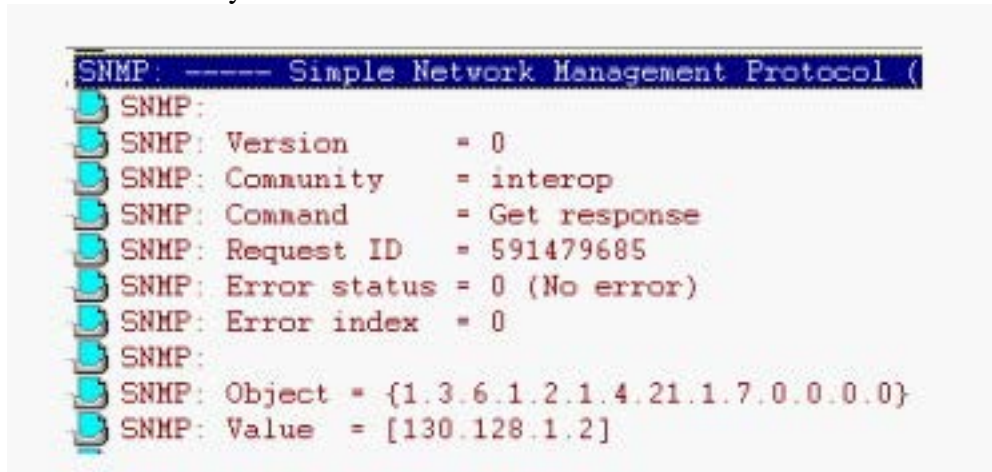 SNMP: ----- Simple Network Management Protocol (
SNMP:
SNMP: Version = 0
SNMP: Community = interop
SNMP: Command = Get response
SNMP: Request ID = 591479685
SNMP: Error status = 0 (No error)
SNMP: Error index = 0
SNMP:
SNMP: Object = {1.3.6.1.2.1.4.21.1.7.0.0.0.0}
SNMP: Value = [130.128.1.2]